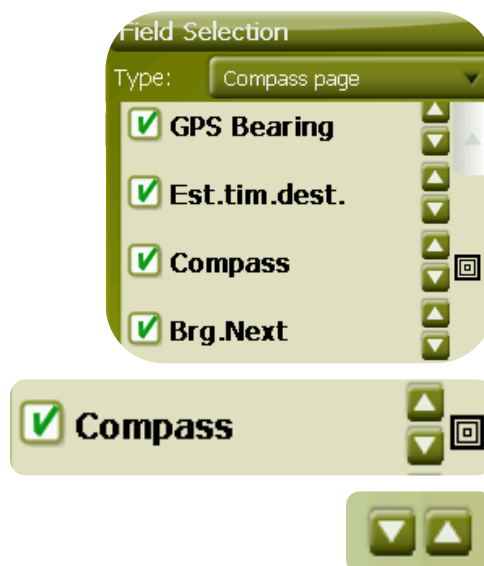 Field Selection
Type: Compass page
GPS Bearing
Est.tim.dest.
Compass
Brg.Next
Compass